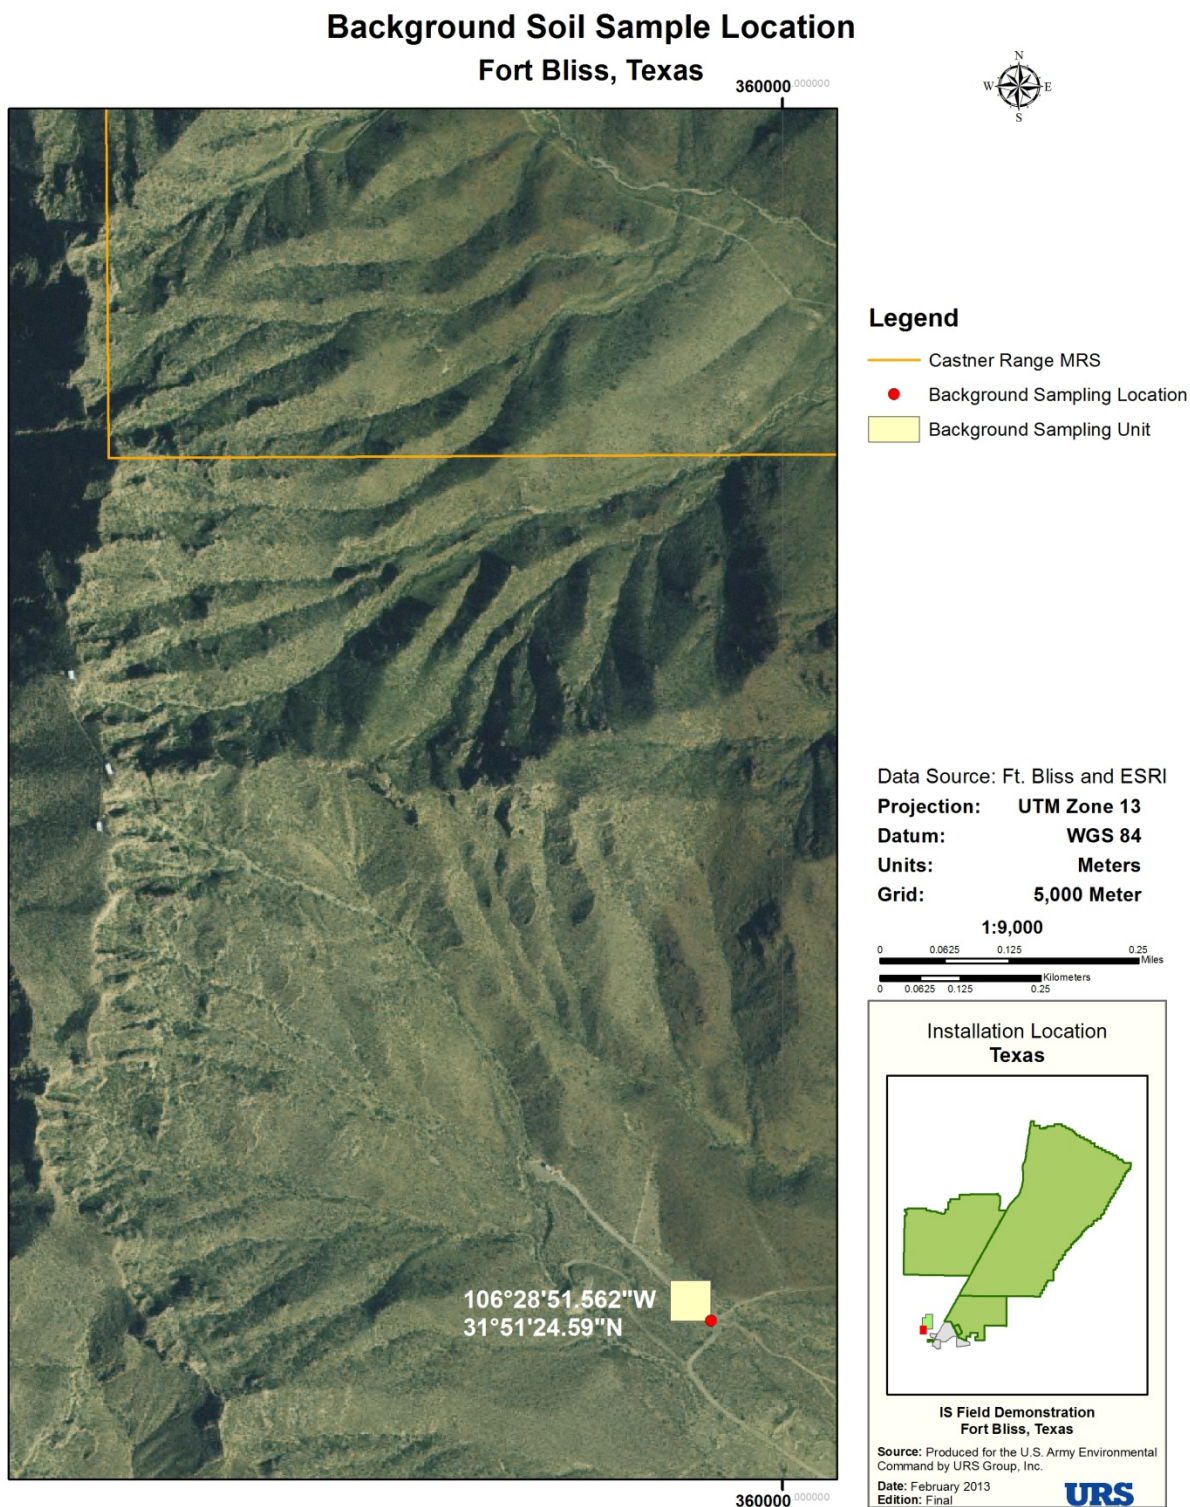 Background Soil Sample Location
Fort Bliss, Texas
360000.000000
N
W E
S
Legend
Castner Range MRS
Background Sampling Location
Background Sampling Unit
Data Source: Ft. Bliss and ESRI
Projection: UTM Zone 13
Datum: WGS 84
Units: Meters
Grid: 5,000 Meter
1:9,000
0 0.0625 0.125 0.25
Miles
Kilometers
0 0.0625 0.125 0.25
Installation Location
Texas
106°28'51.562"W
31°51'24.59"N
IS Field Demonstration
Fort Bliss, Texas
Source: Produced for the U.S. Army Environmental
Command by URS Group, Inc.
Date: February 2013
Edition: Final
URS
360000.000000